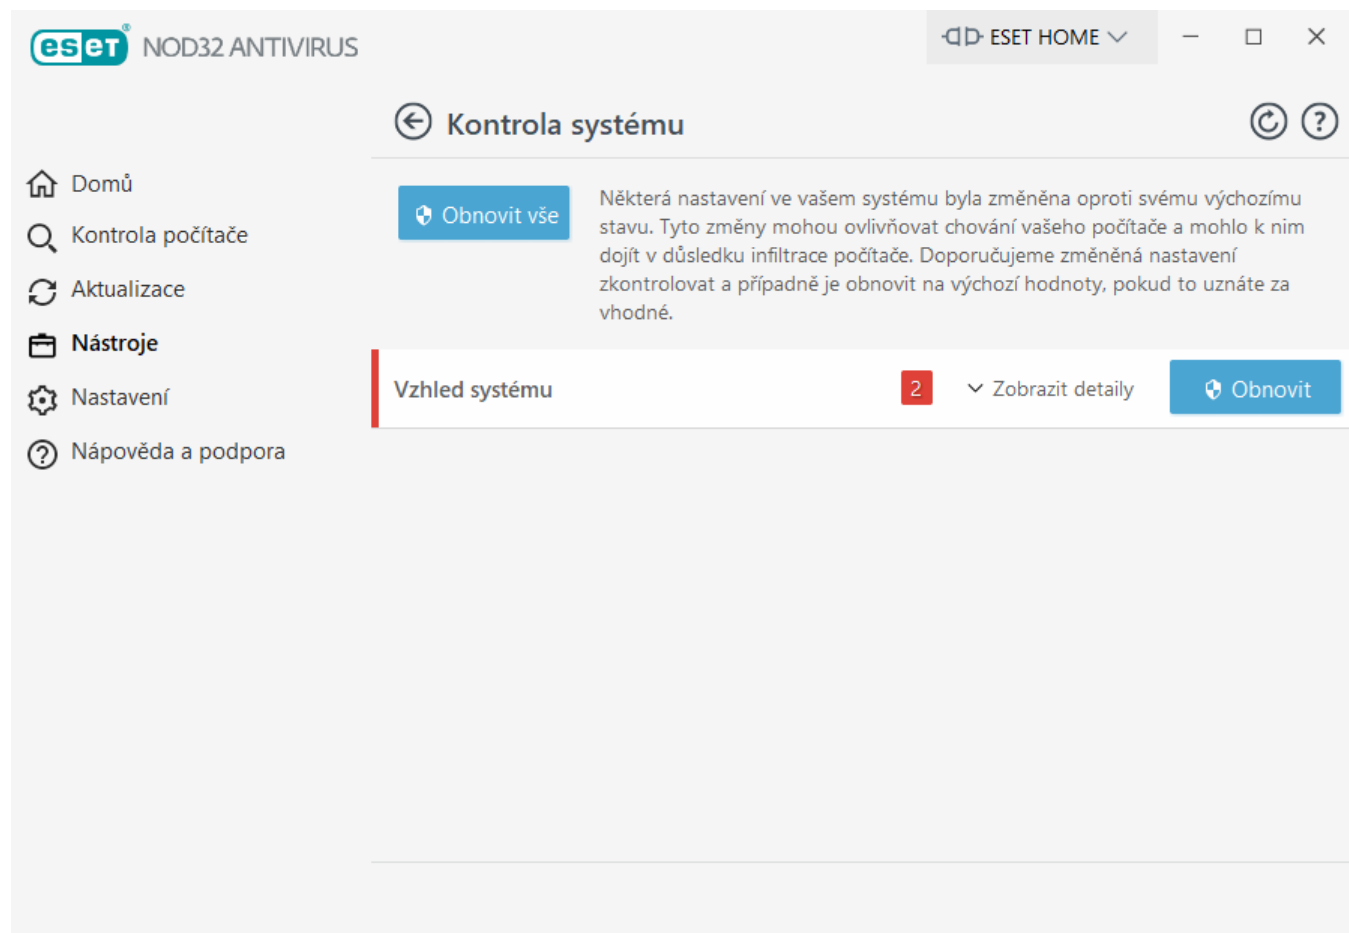 eset® NOD32 ANTIVIRUS
ESET HOME
Kontrola systému
Domů
Kontrola počítače
Aktualizace
Nástroje
Nastavení
Nápověda a podpora
Obnovit vše
Některá nastavení ve vašem systému byla změněna oproti svému výchozímu
stavu. Tyto změny mohou ovlivňovat chování vašeho počítače a mohlo k nim
dojít v důsledku infiltrace počítače. Doporučujeme změněná nastavení
zkontrolovat a případně je obnovit na výchozí hodnoty, pokud to uznáte za
vhodné.
Vzhled systému 2 Zobrazit detaily Obnovit